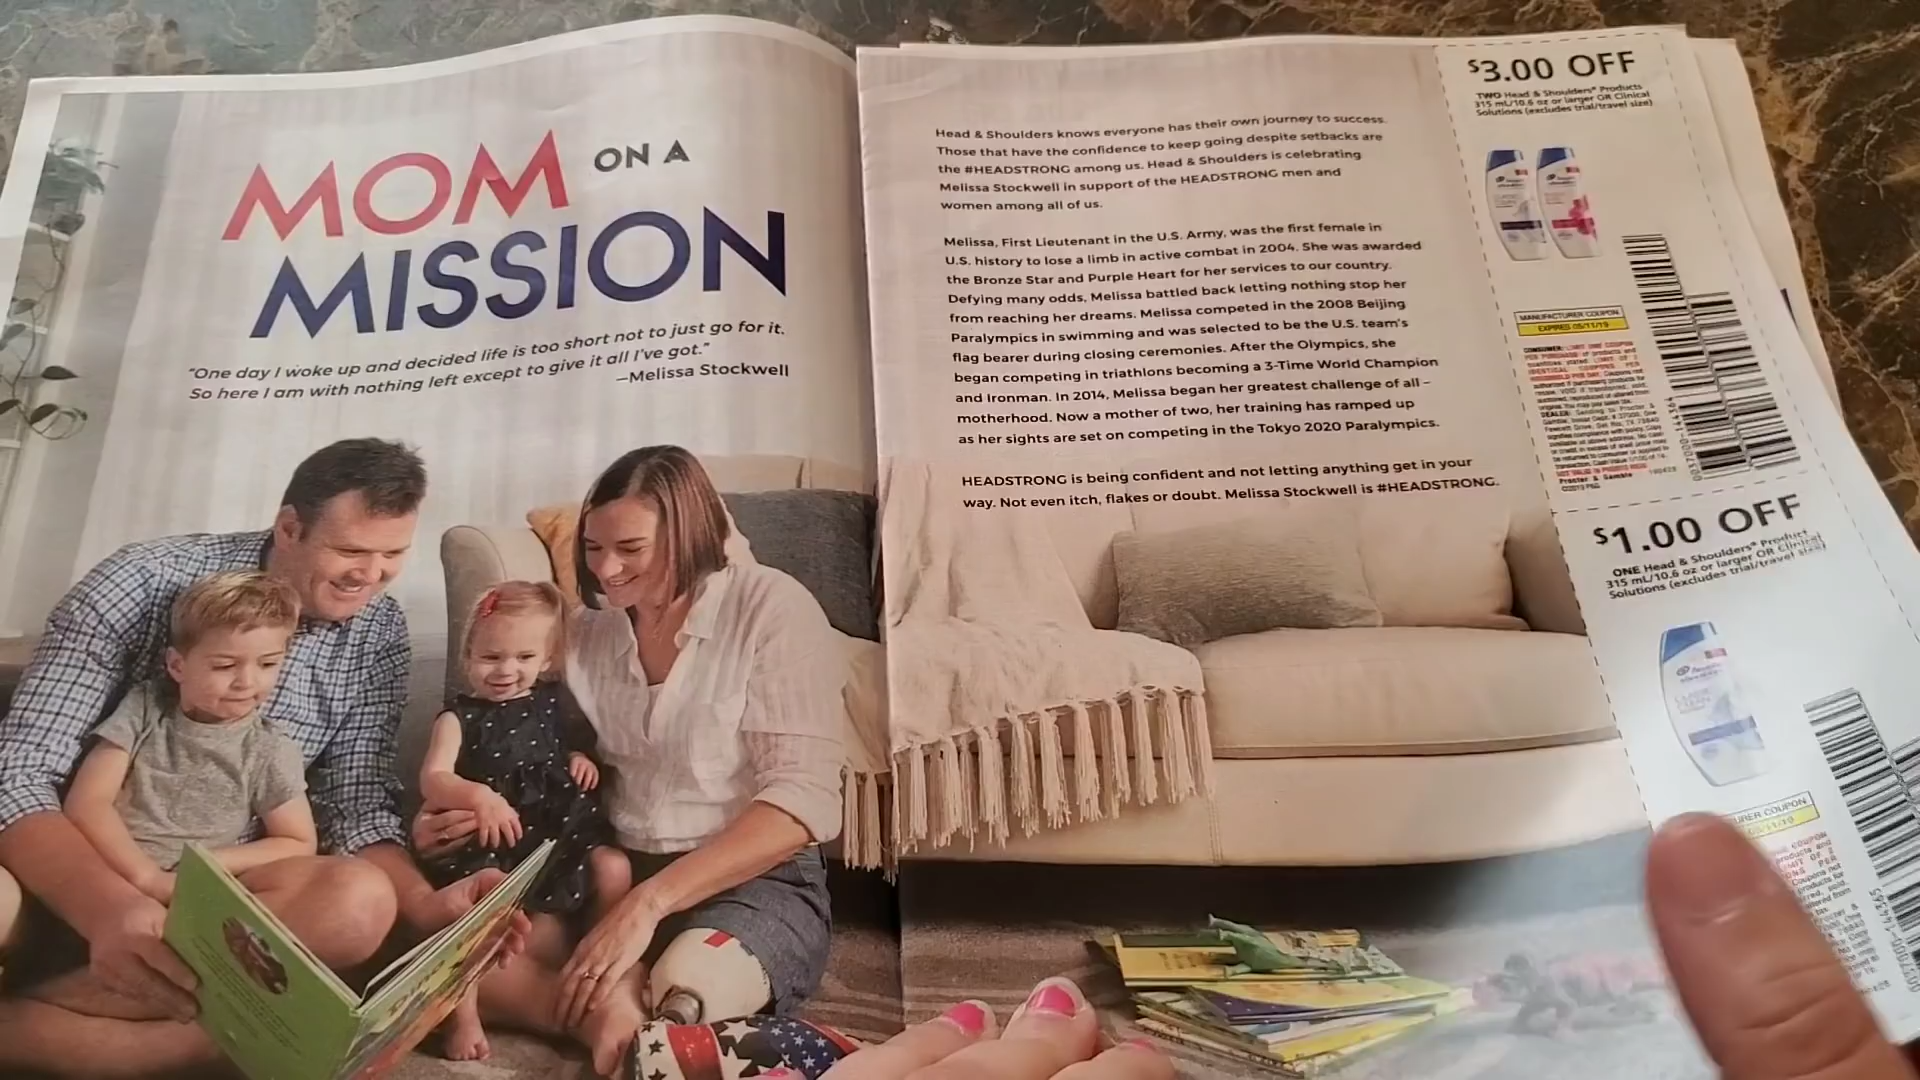 MOM ON A
MISSION
"One day I woke up and decided life is too short not to just go for it.
So here I am with nothing left except to give it all I've got."
—Melissa Stockwell
Head & Shoulders knows everyone has their own journey to success.
Those that have the confidence to keep going despite setbacks are
the #HEADSTRONG among us. Head & Shoulders is celebrating
Melissa Stockwell in support of the HEADSTRONG men and
women among all of us.
Melissa, First Lieutenant in the U.S. Army, was the first female in
U.S. history to lose a limb in active combat in 2004. She was awarded
the Bronze Star and Purple Heart for her services to our country.
Defying many odds, Melissa battled back letting nothing stop her
from reaching her dreams. Melissa competed in the 2008 Beijing
Paralympics in swimming and was selected to be the U.S. team's
flag bearer during closing ceremonies. After the Olympics, she
began competing in triathlons becoming a 3-Time World Champion
and Ironman. In 2014, Melissa began her greatest challenge of all –
motherhood. Now a mother of two, her training has ramped up
as her sights are set on competing in the Tokyo 2020 Paralympics.
HEADSTRONG is being confident and not letting anything get in your
way. Not even itch, flakes or doubt. Melissa Stockwell is #HEADSTRONG.
$3.00 OFF
TWO Head & Shoulders® Products
315 mL/10.6 oz or larger OR Clinical
Solutions (excludes trial/travel size)
MANUFACTURER COUPON
EXPIRES 05/11/19
Procter & Gamble
©2019 P&G
$1.00 OFF
ONE Head & Shoulders® Product
315 mL/10.6 oz or larger OR Clinical
Solutions (excludes trial/travel size)
COUPON